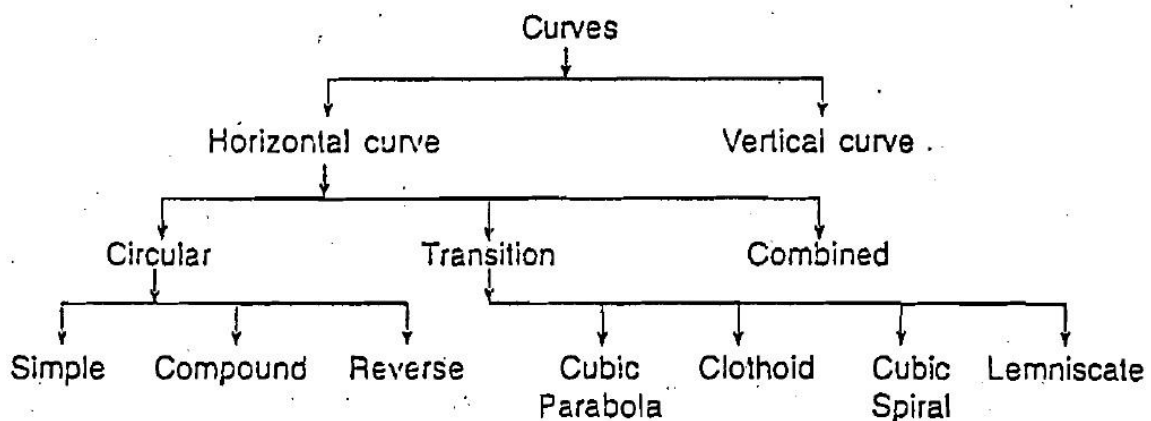 Curves
Horizontal curve Vertical curve
Circular Transition Combined
Simple Compound Reverse Cubic Clothoid Cubic Lemniscate
Parabola Spiral